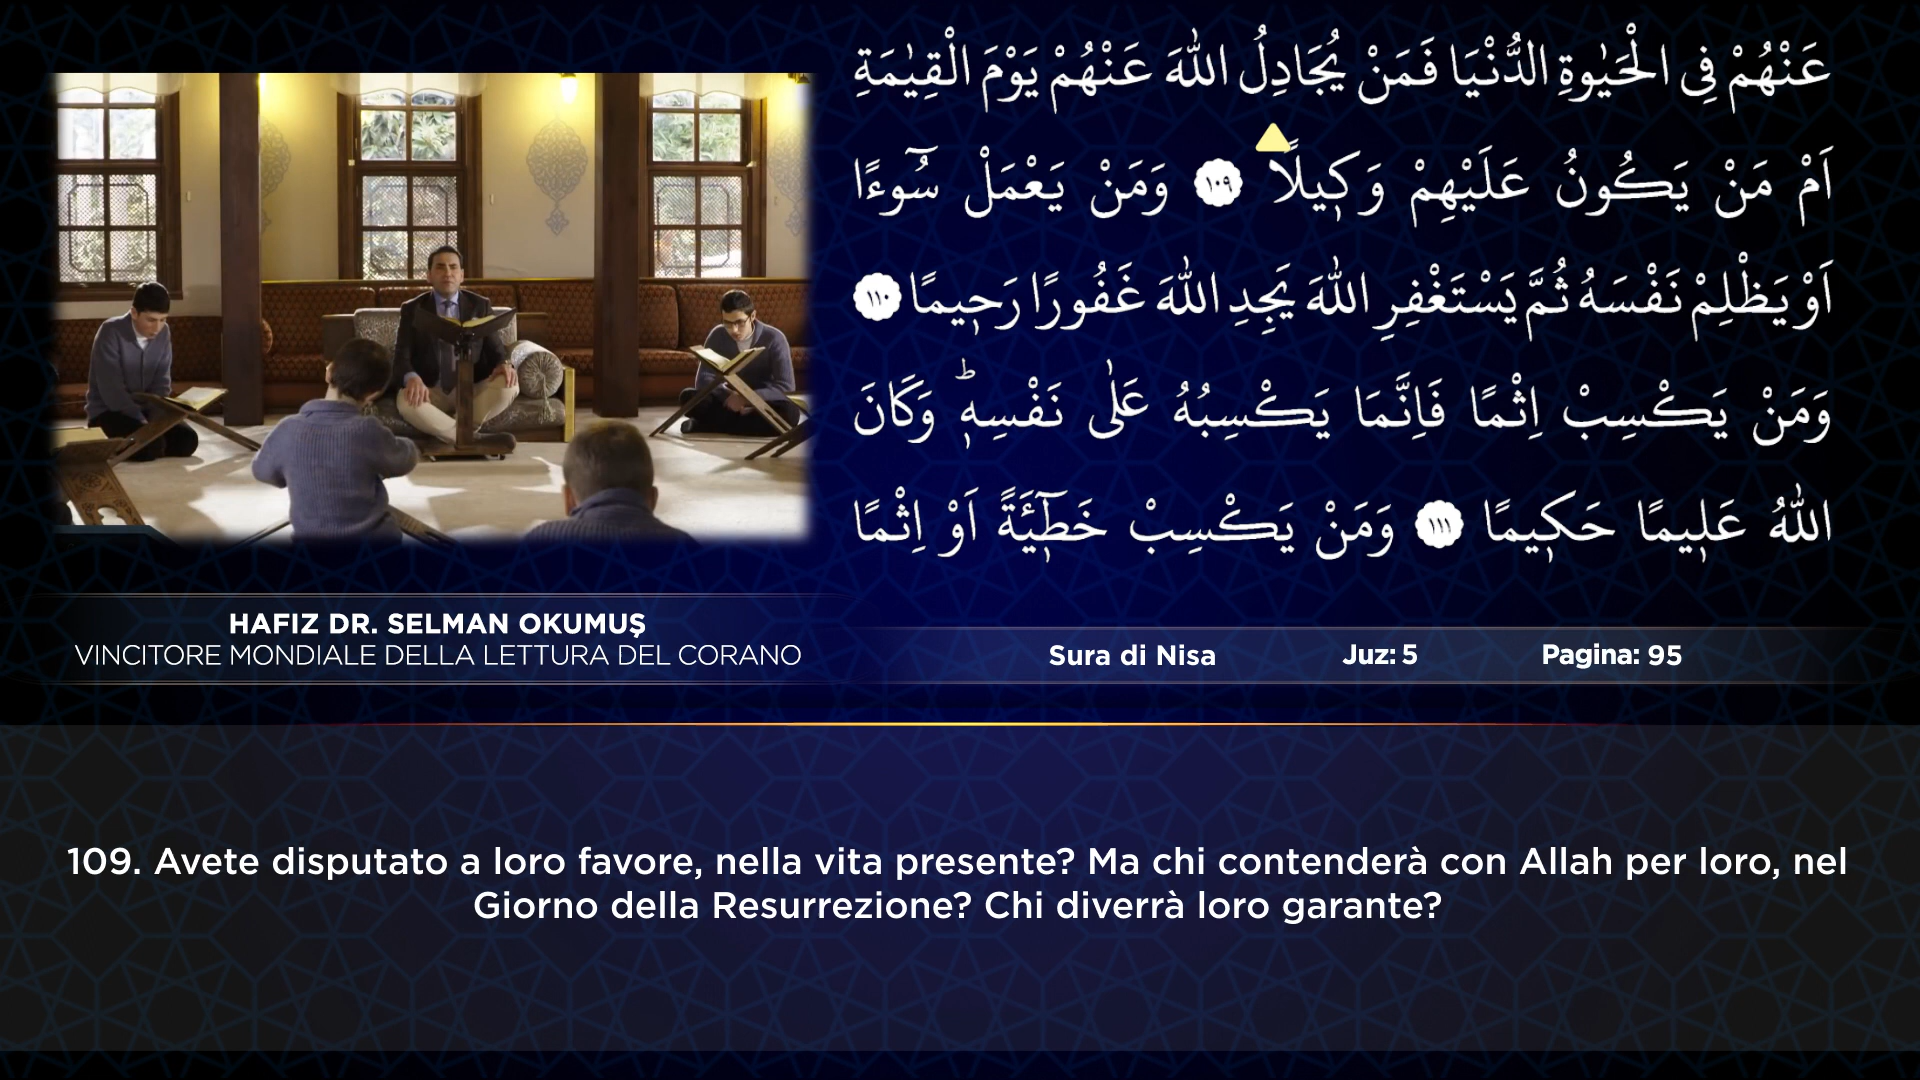 عَنْهُمْ فِى الْحَيٰوةِ الدُّنْيَا فَمَنْ يُجَادِلُ اللّٰهَ عَنْهُمْ يَوْمَ الْقِيٰمَةِ
اَمْ مَنْ يَكُونُ عَلَيْهِمْ وَكٖيلًا ١٠٩ وَمَنْ يَعْمَلْ سُٓوءًا
اَوْ يَظْلِمْ نَفْسَهُ ثُمَّ يَسْتَغْفِرِ اللّٰهَ يَجِدِ اللّٰهَ غَفُورًا رَحٖيمًا ١١٠
وَمَنْ يَكْسِبْ اِثْمًا فَاِنَّمَا يَكْسِبُهُ عَلٰى نَفْسِهٖؕ وَكَانَ
اللّٰهُ عَلٖيمًا حَكٖيمًا ١١١ وَمَنْ يَكْسِبْ خَطٖٓيـَٔةً اَوْ اِثْمًا
HAFIZ DR. SELMAN OKUMUŞ
VINCITORE MONDIALE DELLA LETTURA DEL CORANO
Sura di Nisa Juz: 5 Pagina: 95
109. Avete disputato a loro favore, nella vita presente? Ma chi contenderà con Allah per loro, nel
Giorno della Resurrezione? Chi diverrà loro garante?